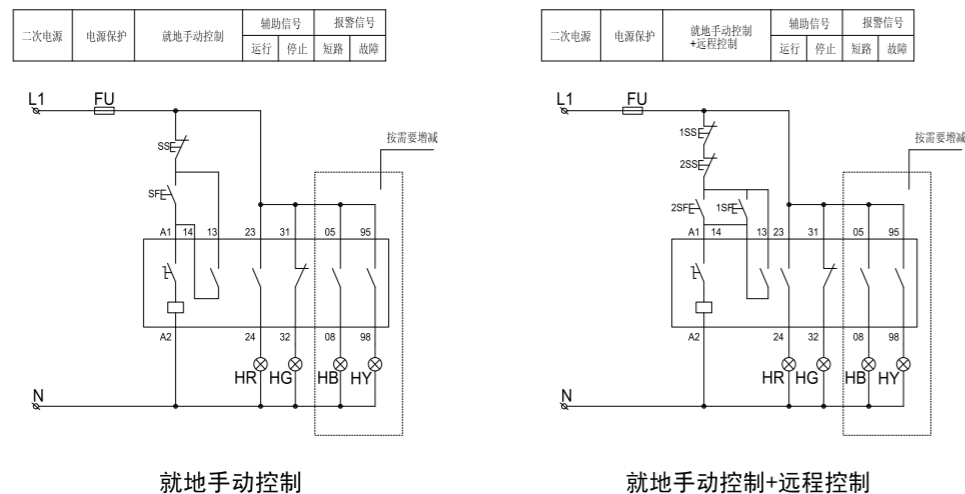 二次电源 电源保护 就地手动控制 辅助信号 报警信号
运行 停止 短路 故障
L1 FU
按需要增减
SS
SF
A1 14 13 23 31 05 95
A2 24 32 08 98
HR HG HB HY
N
就地手动控制
二次电源 电源保护 就地手动控制 辅助信号 报警信号
+远程控制 运行 停止 短路 故障
L1 FU
按需要增减
1SS
2SS
2SF 1SF
A1 14 13 23 31 05 95
A2 24 32 08 98
HR HG HB HY
N
就地手动控制+远程控制